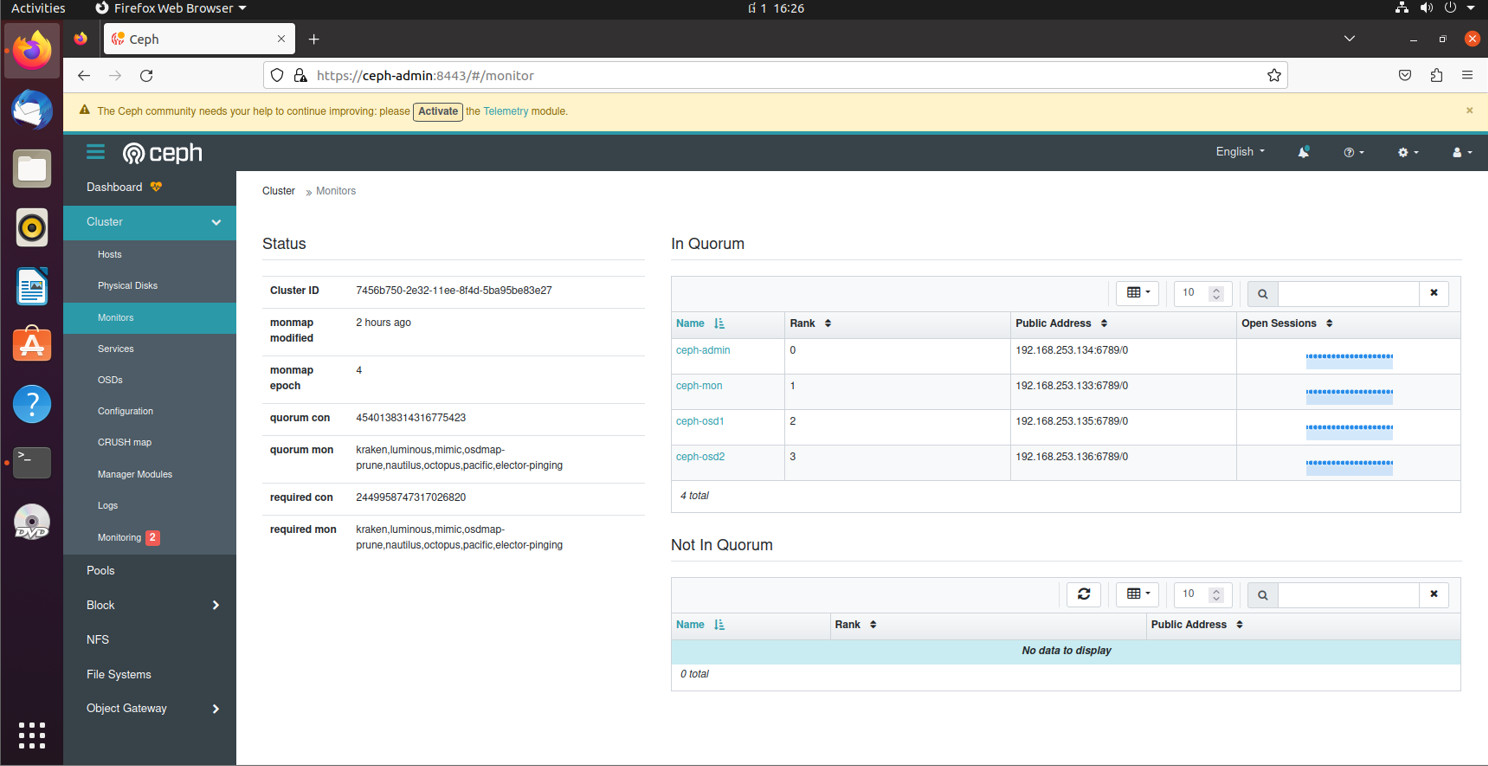 Activities
Firefox Web Browser
1 16:26
Ceph
https://ceph-admin:8443/#/monitor
The Ceph community needs your help to continue improving: please Activate the Telemetry module.
ceph
English
Dashboard
Cluster
Hosts
Physical Disks
Monitors
Services
OSDs
Configuration
CRUSH map
Manager Modules
Logs
Monitoring 2
Pools
Block
NFS
File Systems
Object Gateway
Cluster » Monitors
Status
Cluster ID 7456b750-2e32-11ee-8f4d-5ba95be83e27
monmap modified 2 hours ago
monmap epoch 4
quorum con 4540138314316775423
quorum mon kraken,luminous,mimic,osdmap-
prune,nautilus,octopus,pacific,elector-pinging
required con 2449958747317026820
required mon kraken,luminous,mimic,osdmap-
prune,nautilus,octopus,pacific,elector-pinging
In Quorum
10
Name Rank Public Address Open Sessions
ceph-admin 0 192.168.253.134:6789/0
ceph-mon 1 192.168.253.133:6789/0
ceph-osd1 2 192.168.253.135:6789/0
ceph-osd2 3 192.168.253.136:6789/0
4 total
Not In Quorum
10
Name Rank Public Address
No data to display
0 total
DVD